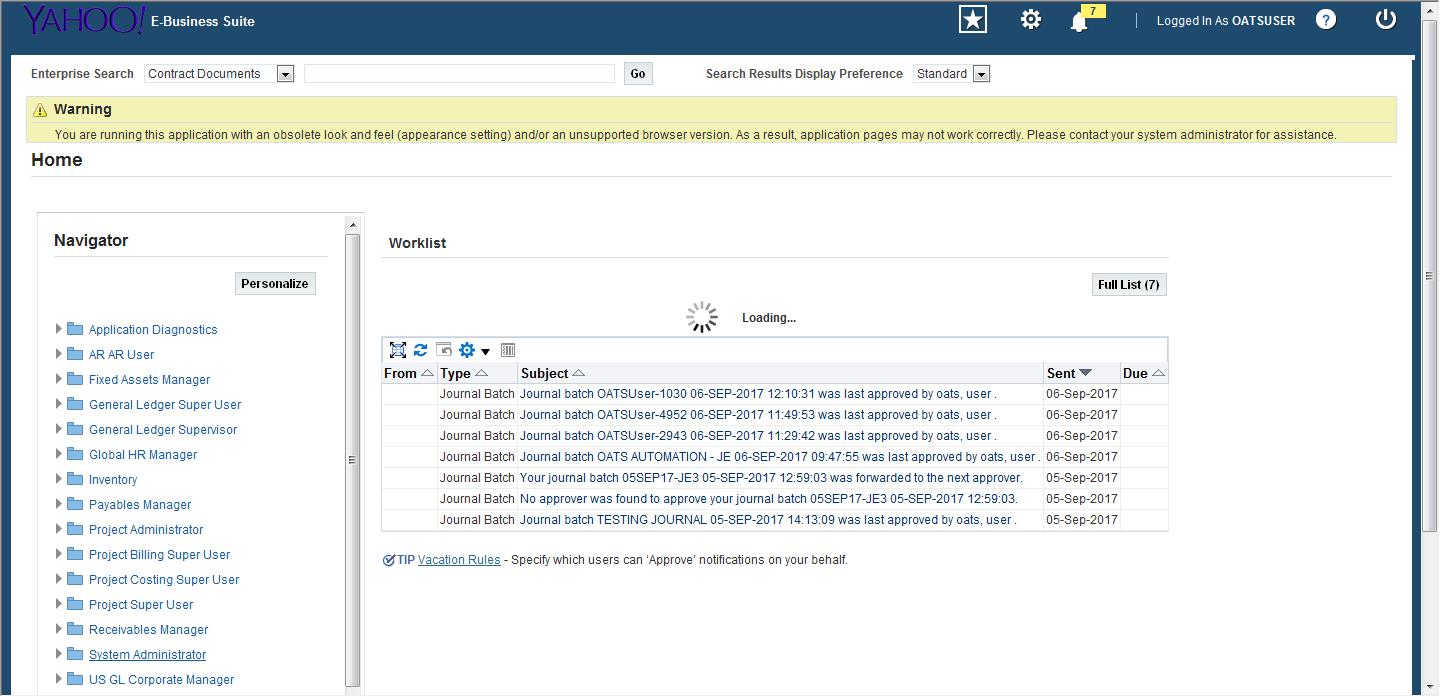 YAHOO! E-Business Suite
7
Logged In As OATSUSER
?
Enterprise Search Contract Documents Go Search Results Display Preference Standard
Warning
You are running this application with an obsolete look and feel (appearance setting) and/or an unsupported browser version. As a result, application pages may not work correctly. Please contact your system administrator for assistance.
Home
Navigator
Personalize
Application Diagnostics
AR AR User
Fixed Assets Manager
General Ledger Super User
General Ledger Supervisor
Global HR Manager
Inventory
Payables Manager
Project Administrator
Project Billing Super User
Project Costing Super User
Project Super User
Receivables Manager
System Administrator
US GL Corporate Manager
Worklist
Full List (7)
Loading...
From Type Subject Sent Due
Journal Batch Journal batch OATSUser-1030 06-SEP-2017 12:10:31 was last approved by oats, user . 06-Sep-2017
Journal Batch Journal batch OATSUser-4952 06-SEP-2017 11:49:53 was last approved by oats, user . 06-Sep-2017
Journal Batch Journal batch OATSUser-2943 06-SEP-2017 11:29:42 was last approved by oats, user . 06-Sep-2017
Journal Batch Journal batch OATS AUTOMATION - JE 06-SEP-2017 09:47:55 was last approved by oats, user . 06-Sep-2017
Journal Batch Your journal batch 05SEP17-JE3 05-SEP-2017 12:59:03 was forwarded to the next approver. 05-Sep-2017
Journal Batch No approver was found to approve your journal batch 05SEP17-JE3 05-SEP-2017 12:59:03. 05-Sep-2017
Journal Batch Journal batch TESTING JOURNAL 05-SEP-2017 14:13:09 was last approved by oats, user . 05-Sep-2017
TIP Vacation Rules - Specify which users can ‘Approve’ notifications on your behalf.